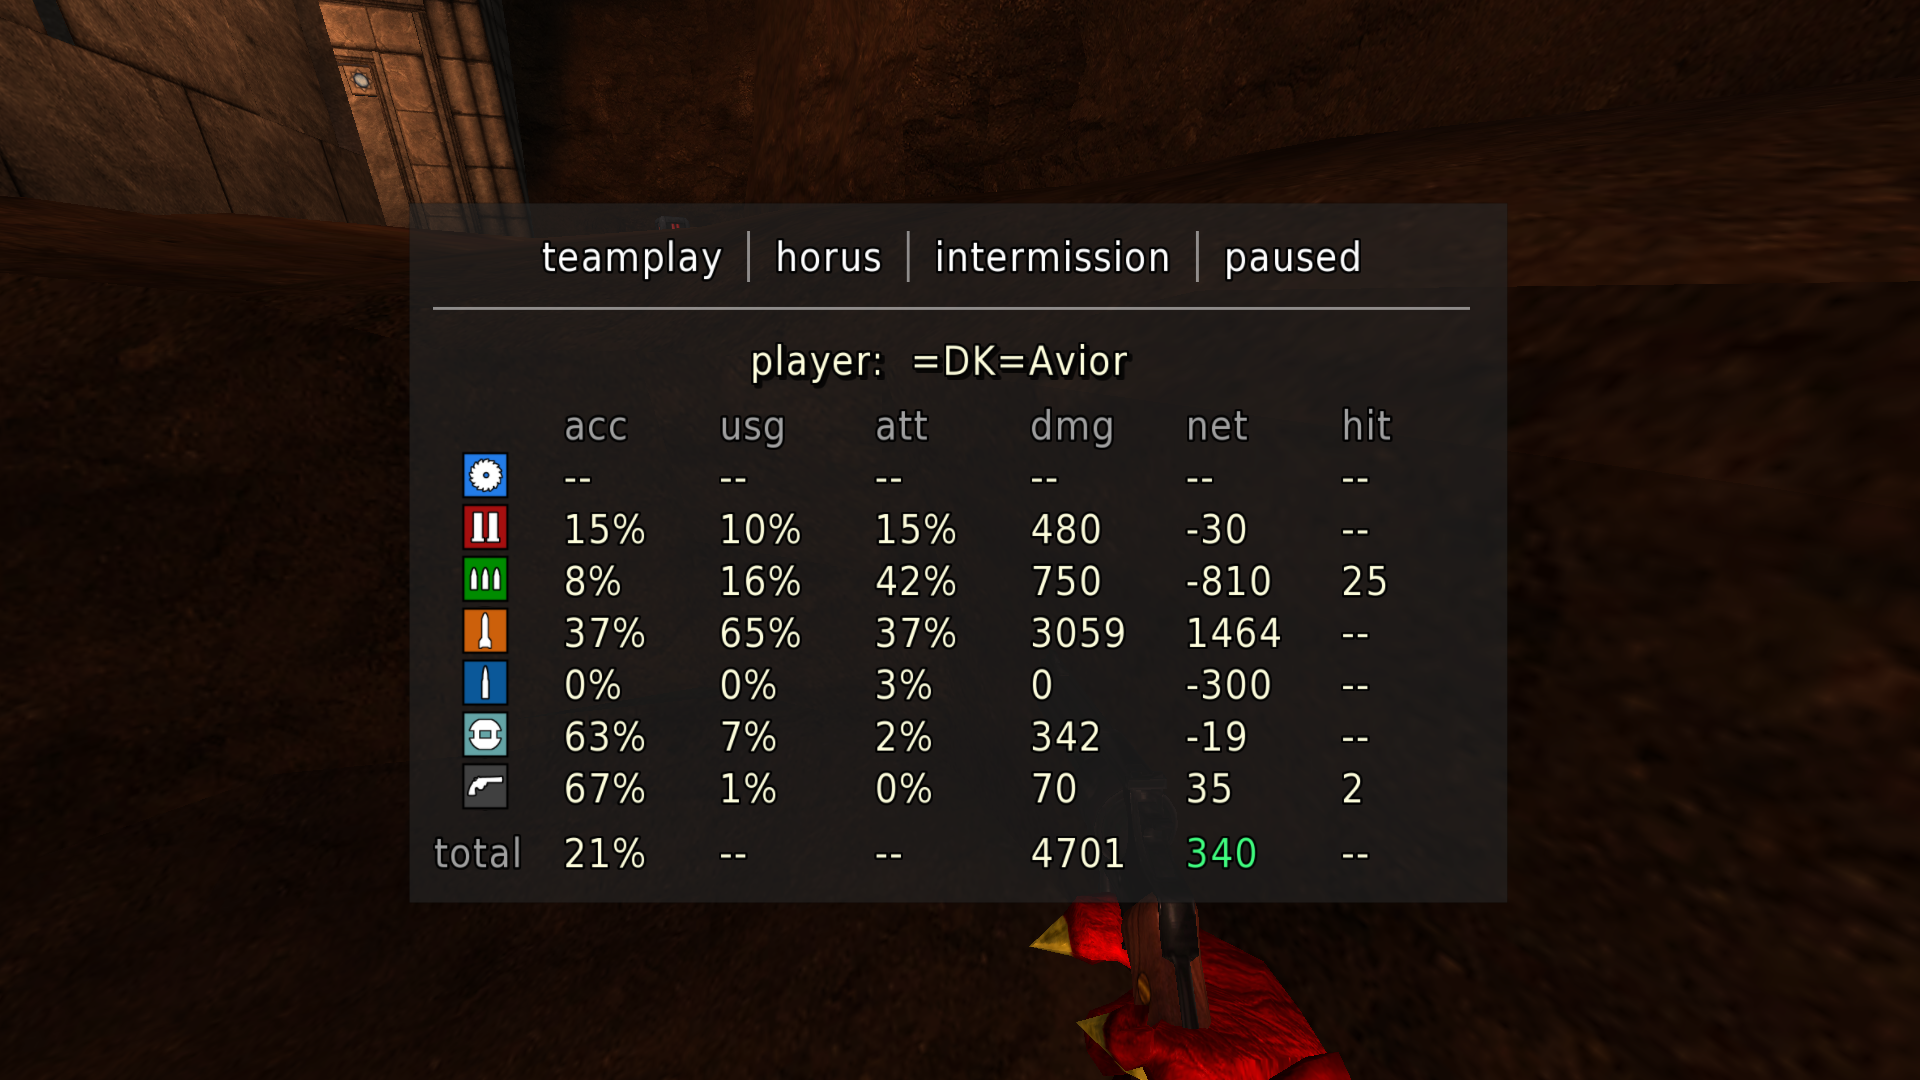 teamplay | horus | intermission | paused
player: =DK=Avior
acc usg att dmg net hit
-- -- -- -- -- --
15% 10% 15% 480 -30 --
8% 16% 42% 750 -810 25
37% 65% 37% 3059 1464 --
0% 0% 3% 0 -300 --
63% 7% 2% 342 -19 --
67% 1% 0% 70 35 2
total 21% -- -- 4701 340 --